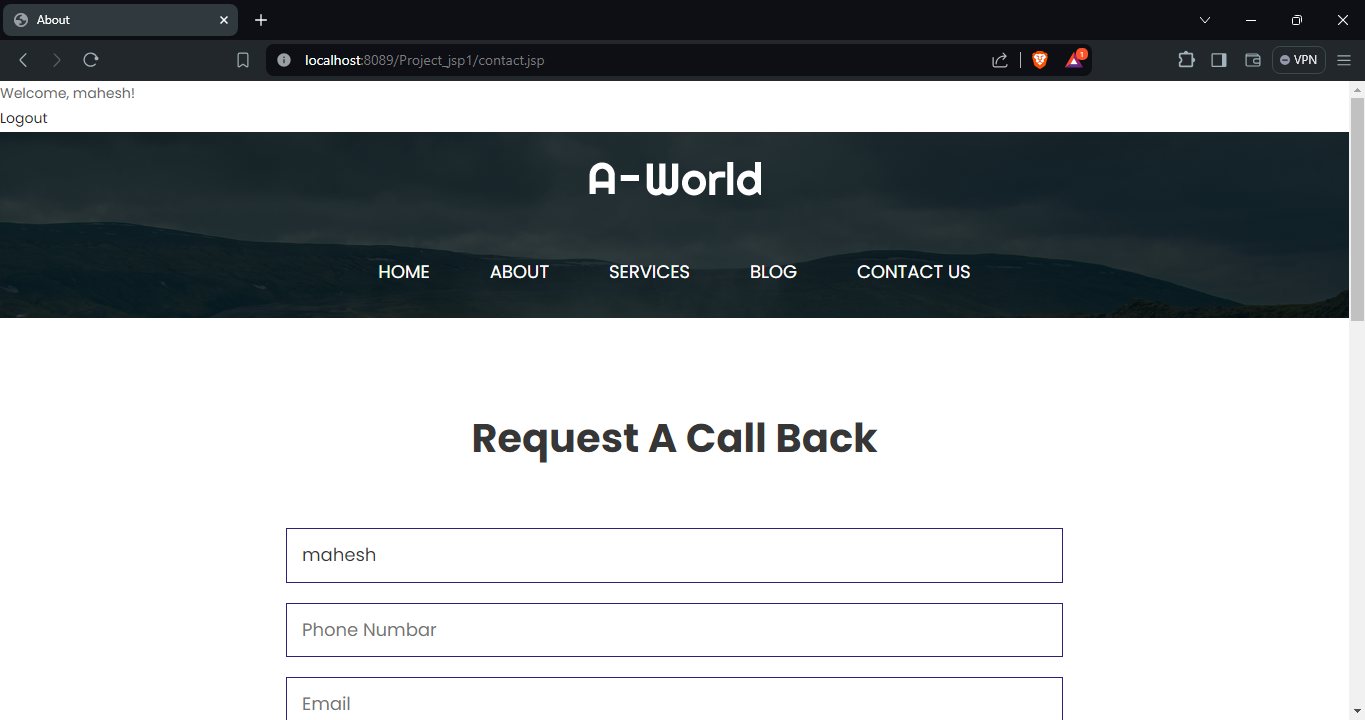 About
localhost:8089/Project_jsp1/contact.jsp
1
VPN
Welcome, mahesh!
Logout
A-World
HOME ABOUT SERVICES BLOG CONTACT US
Request A Call Back
mahesh
Phone Numbar
Email